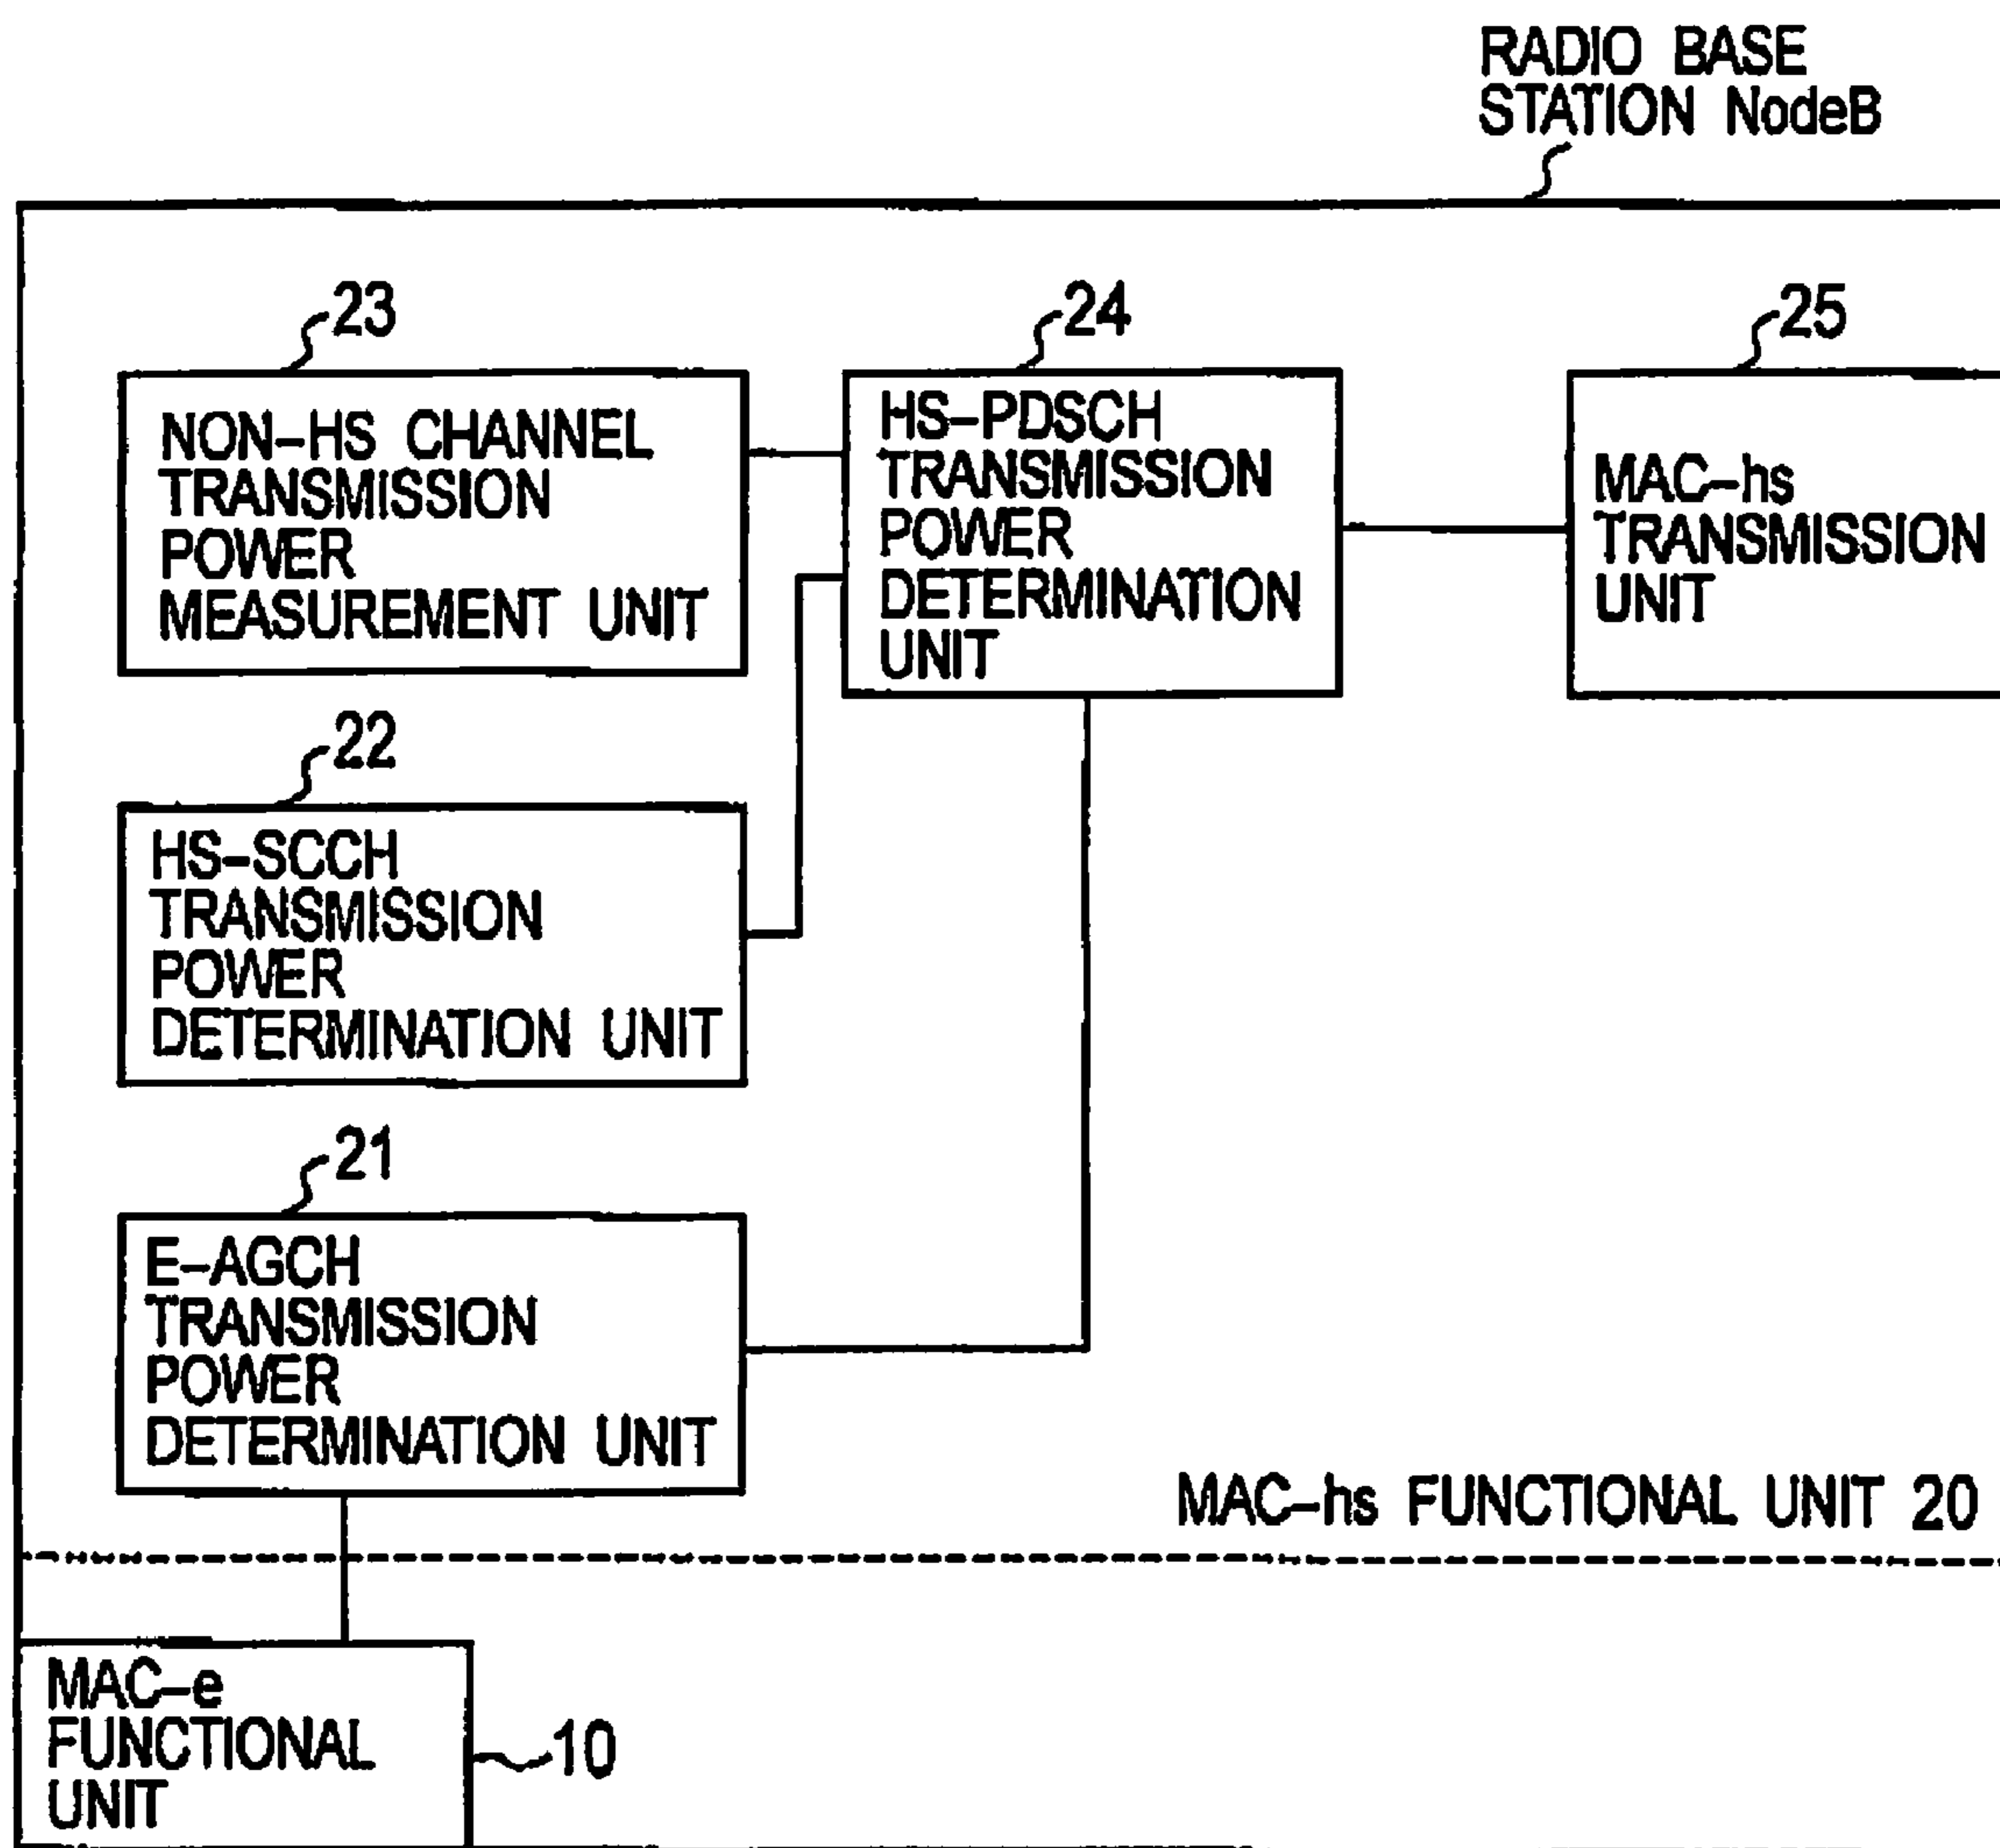 RADIO BASE
STATION NodeB
23
24
25
NON-HS CHANNEL
TRANSMISSION
POWER
MEASUREMENT UNIT
HS-PDSCH
TRANSMISSION
POWER
DETERMINATION
UNIT
MAC-hs
TRANSMISSION
UNIT
22
HS-SCCH
TRANSMISSION
POWER
DETERMINATION UNIT
21
E-AGCH
TRANSMISSION
POWER
DETERMINATION UNIT
MAC-hs FUNCTIONAL UNIT 20
MAC-e
FUNCTIONAL
UNIT
10